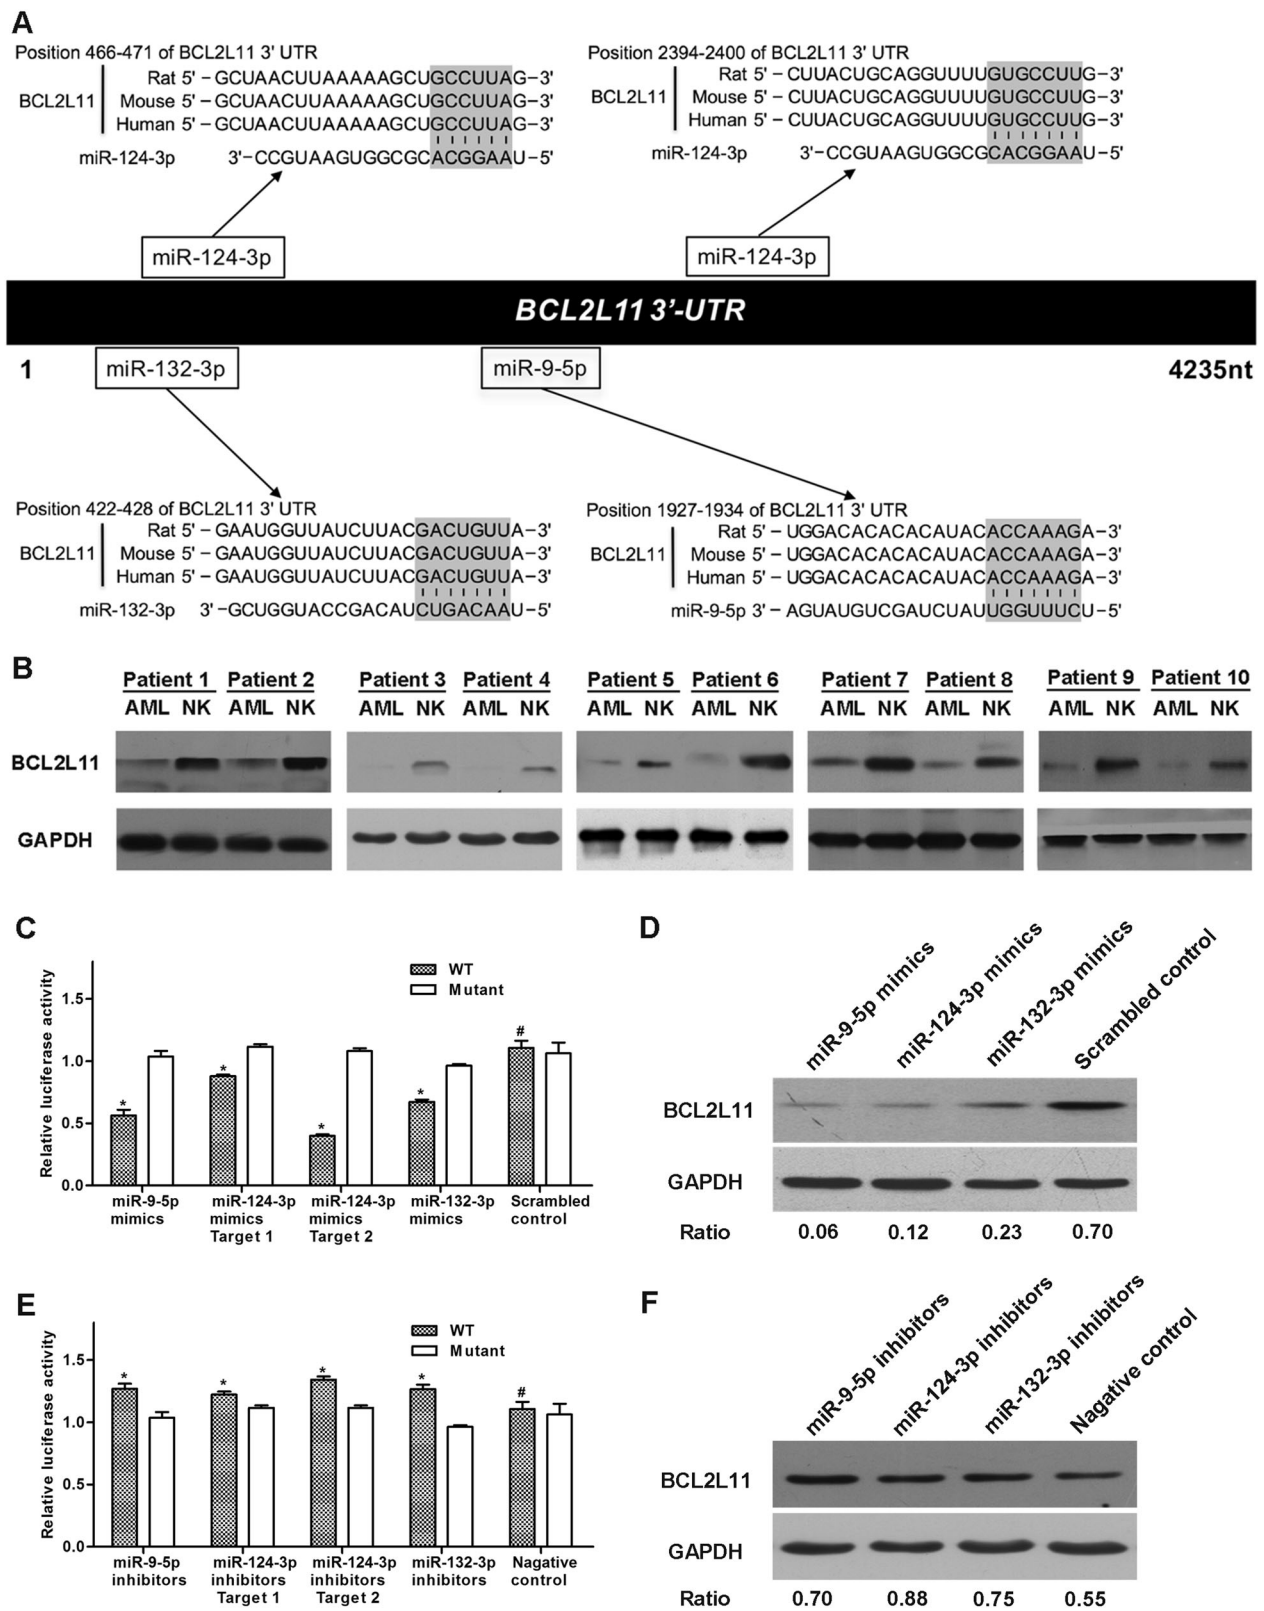 A
Position 466-471 of BCL2L11 3' UTR
Rat 5' – GCUAACUUAAAAAGCUGCCUUAG–3'
BCL2L11
Mouse 5' – GCUAACUUAAAAAGCUGCCUUAG–3'
Human 5' – GCUAACUUAAAAAGCUGCCUUAG–3'
miR-124-3p 3'–CCGUAAGUGGCGCACGGAAU–5'
Position 2394-2400 of BCL2L11 3' UTR
Rat 5' – CUUACUGCAGGUUUUGUGCCUUG–3'
BCL2L11
Mouse 5' – CUUACUGCAGGUUUUGUGCCUUG–3'
Human 5' – CUUACUGCAGGUUUUGUGCCUUG–3'
miR-124-3p 3'–CCGUAAGUGGCGCACGGAAU–5'
miR-124-3p
miR-124-3p
BCL2L11 3’-UTR
1
miR-132-3p
miR-9-5p
4235nt
Position 422-428 of BCL2L11 3' UTR
Rat 5' – GAAUGGUUAUCUUACGACUGUUA–3'
BCL2L11
Mouse 5' – GAAUGGUUAUCUUACGACUGUUA–3'
Human 5' – GAAUGGUUAUCUUACGACUGUUA–3'
miR-132-3p 3' –GCUGGUACCGACAUCUGACAAU–5'
Position 1927-1934 of BCL2L11 3' UTR
Rat 5' – UGGACACACACAUACACCAAAGA–3'
BCL2L11
Mouse 5' – UGGACACACACAUACACCAAAGA–3'
Human 5' – UGGACACACACAUACACCAAAGA–3'
miR-9-5p 3' – AGUAUGUCGAUCUAUUGGUUUCU–5'
B
Patient 1 Patient 2 Patient 3 Patient 4 Patient 5 Patient 6 Patient 7 Patient 8 Patient 9 Patient 10
AML NK AML NK AML NK AML NK AML NK AML NK AML NK AML NK AML NK AML NK
BCL2L11
GAPDH
C
Relative luciferase activity
1.5
1.0
0.5
0.0
WT
Mutant
*
*
*
*
#
miR-9-5p mimics
miR-124-3p mimics Target 1
miR-124-3p mimics Target 2
miR-132-3p mimics
Scrambled control
D
miR-9-5p mimics
miR-124-3p mimics
miR-132-3p mimics
Scrambled control
BCL2L11
GAPDH
Ratio 0.06 0.12 0.23 0.70
E
Relative luciferase activity
1.5
1.0
0.5
0.0
WT
Mutant
*
*
*
*
#
miR-9-5p inhibitors
miR-124-3p inhibitors Target 1
miR-124-3p inhibitors Target 2
miR-132-3p inhibitors
Nagative control
F
miR-9-5p inhibitors
miR-124-3p inhibitors
miR-132-3p inhibitors
Nagative control
BCL2L11
GAPDH
Ratio 0.70 0.88 0.75 0.55